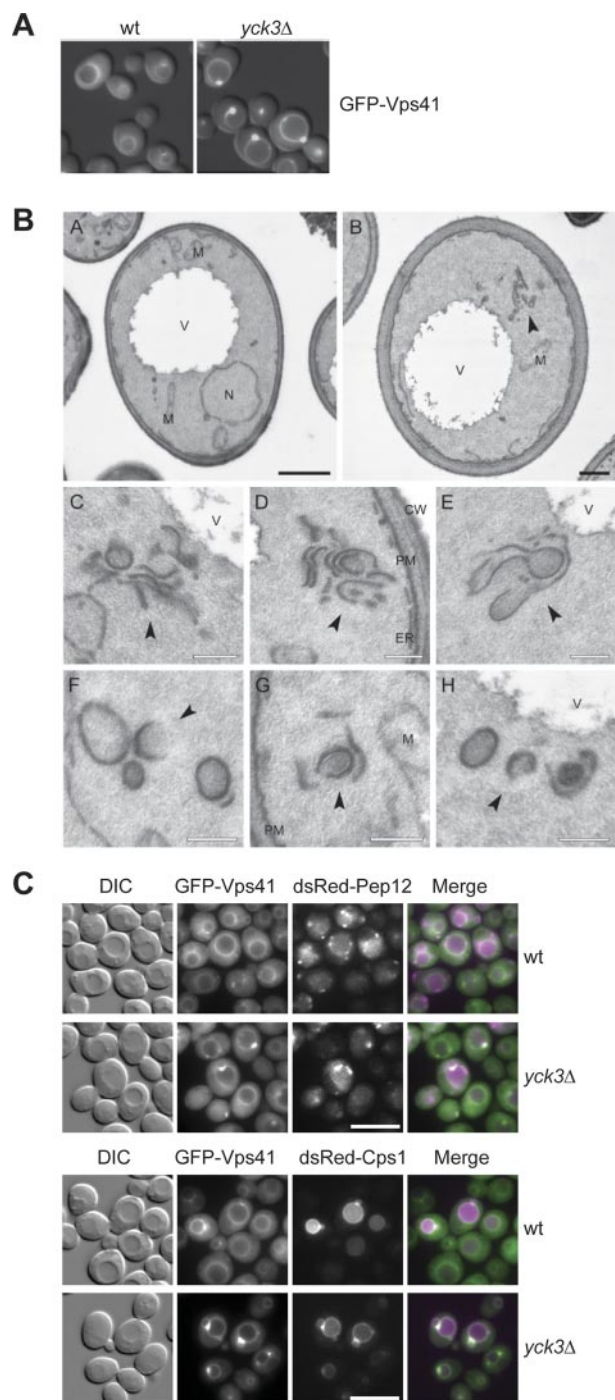 A
wt yck3Δ
GFP-Vps41
B
A M V N M
B M V
C V
D CW PM ER
E V
F
G M PM
H V
C
DIC GFP-Vps41 dsRed-Pep12 Merge
wt
yck3Δ
DIC GFP-Vps41 dsRed-Cps1 Merge
wt
yck3Δ